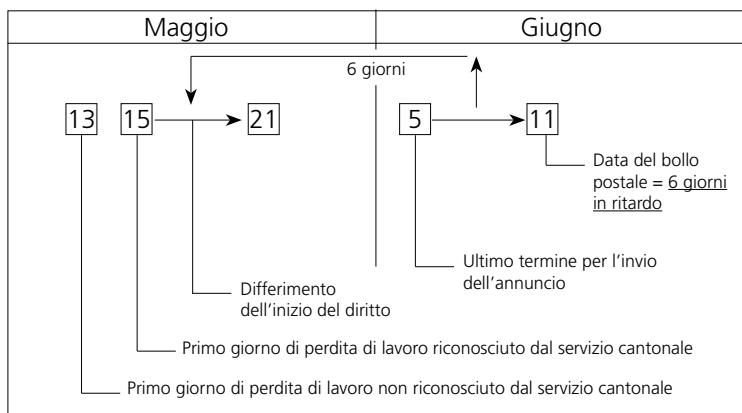 Maggio
Giugno
6 giorni
13
15
21
5
11
Data del bollo
postale = 6 giorni
in ritardo
Ultimo termine per l'invio
dell'annuncio
Differimento
dell'inizio del diritto
Primo giorno di perdita di lavoro riconosciuto dal servizio cantonale
Primo giorno di perdita di lavoro non riconosciuto dal servizio cantonale